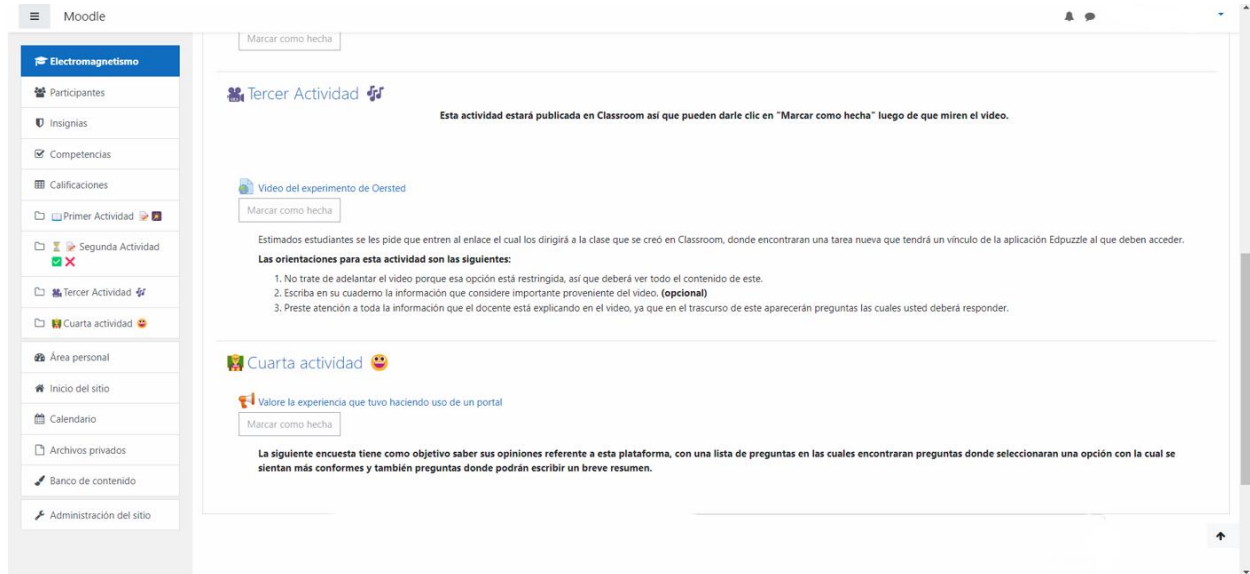 Moodle
Electromagnetismo
Participantes
Insignias
Competencias
Calificaciones
Primer Actividad
Segunda Actividad
Tercer Actividad
Cuarta actividad
Área personal
Inicio del sitio
Calendario
Archivos privados
Banco de contenido
Administración del sitio
Marcar como hecha
Tercer Actividad
Esta actividad estará publicada en Classroom así que pueden darle clic en "Marcar como hecha" luego de que miren el video.
Video del experimento de Oersted
Marcar como hecha
Estimados estudiantes se les pide que entren al enlace el cual los dirigirá a la clase que se creó en Classroom, donde encontraran una tarea nueva que tendrá un vínculo de la aplicación Edpuzzle al que deben acceder.
Las orientaciones para esta actividad son las siguientes:
1. No trate de adelantar el video porque esa opción está restringida, así que deberá ver todo el contenido de este.
2. Escriba en su cuaderno la información que considere importante proveniente del video. (opcional)
3. Preste atención a toda la información que el docente está explicando en el video, ya que en el trascurso de este aparecerán preguntas las cuales usted deberá responder.
Cuarta actividad
Valore la experiencia que tuvo haciendo uso de un portal
Marcar como hecha
La siguiente encuesta tiene como objetivo saber sus opiniones referente a esta plataforma, con una lista de preguntas en las cuales encontraran preguntas donde seleccionaran una opción con la cual se
sientan más conformes y también preguntas donde podrán escribir un breve resumen.